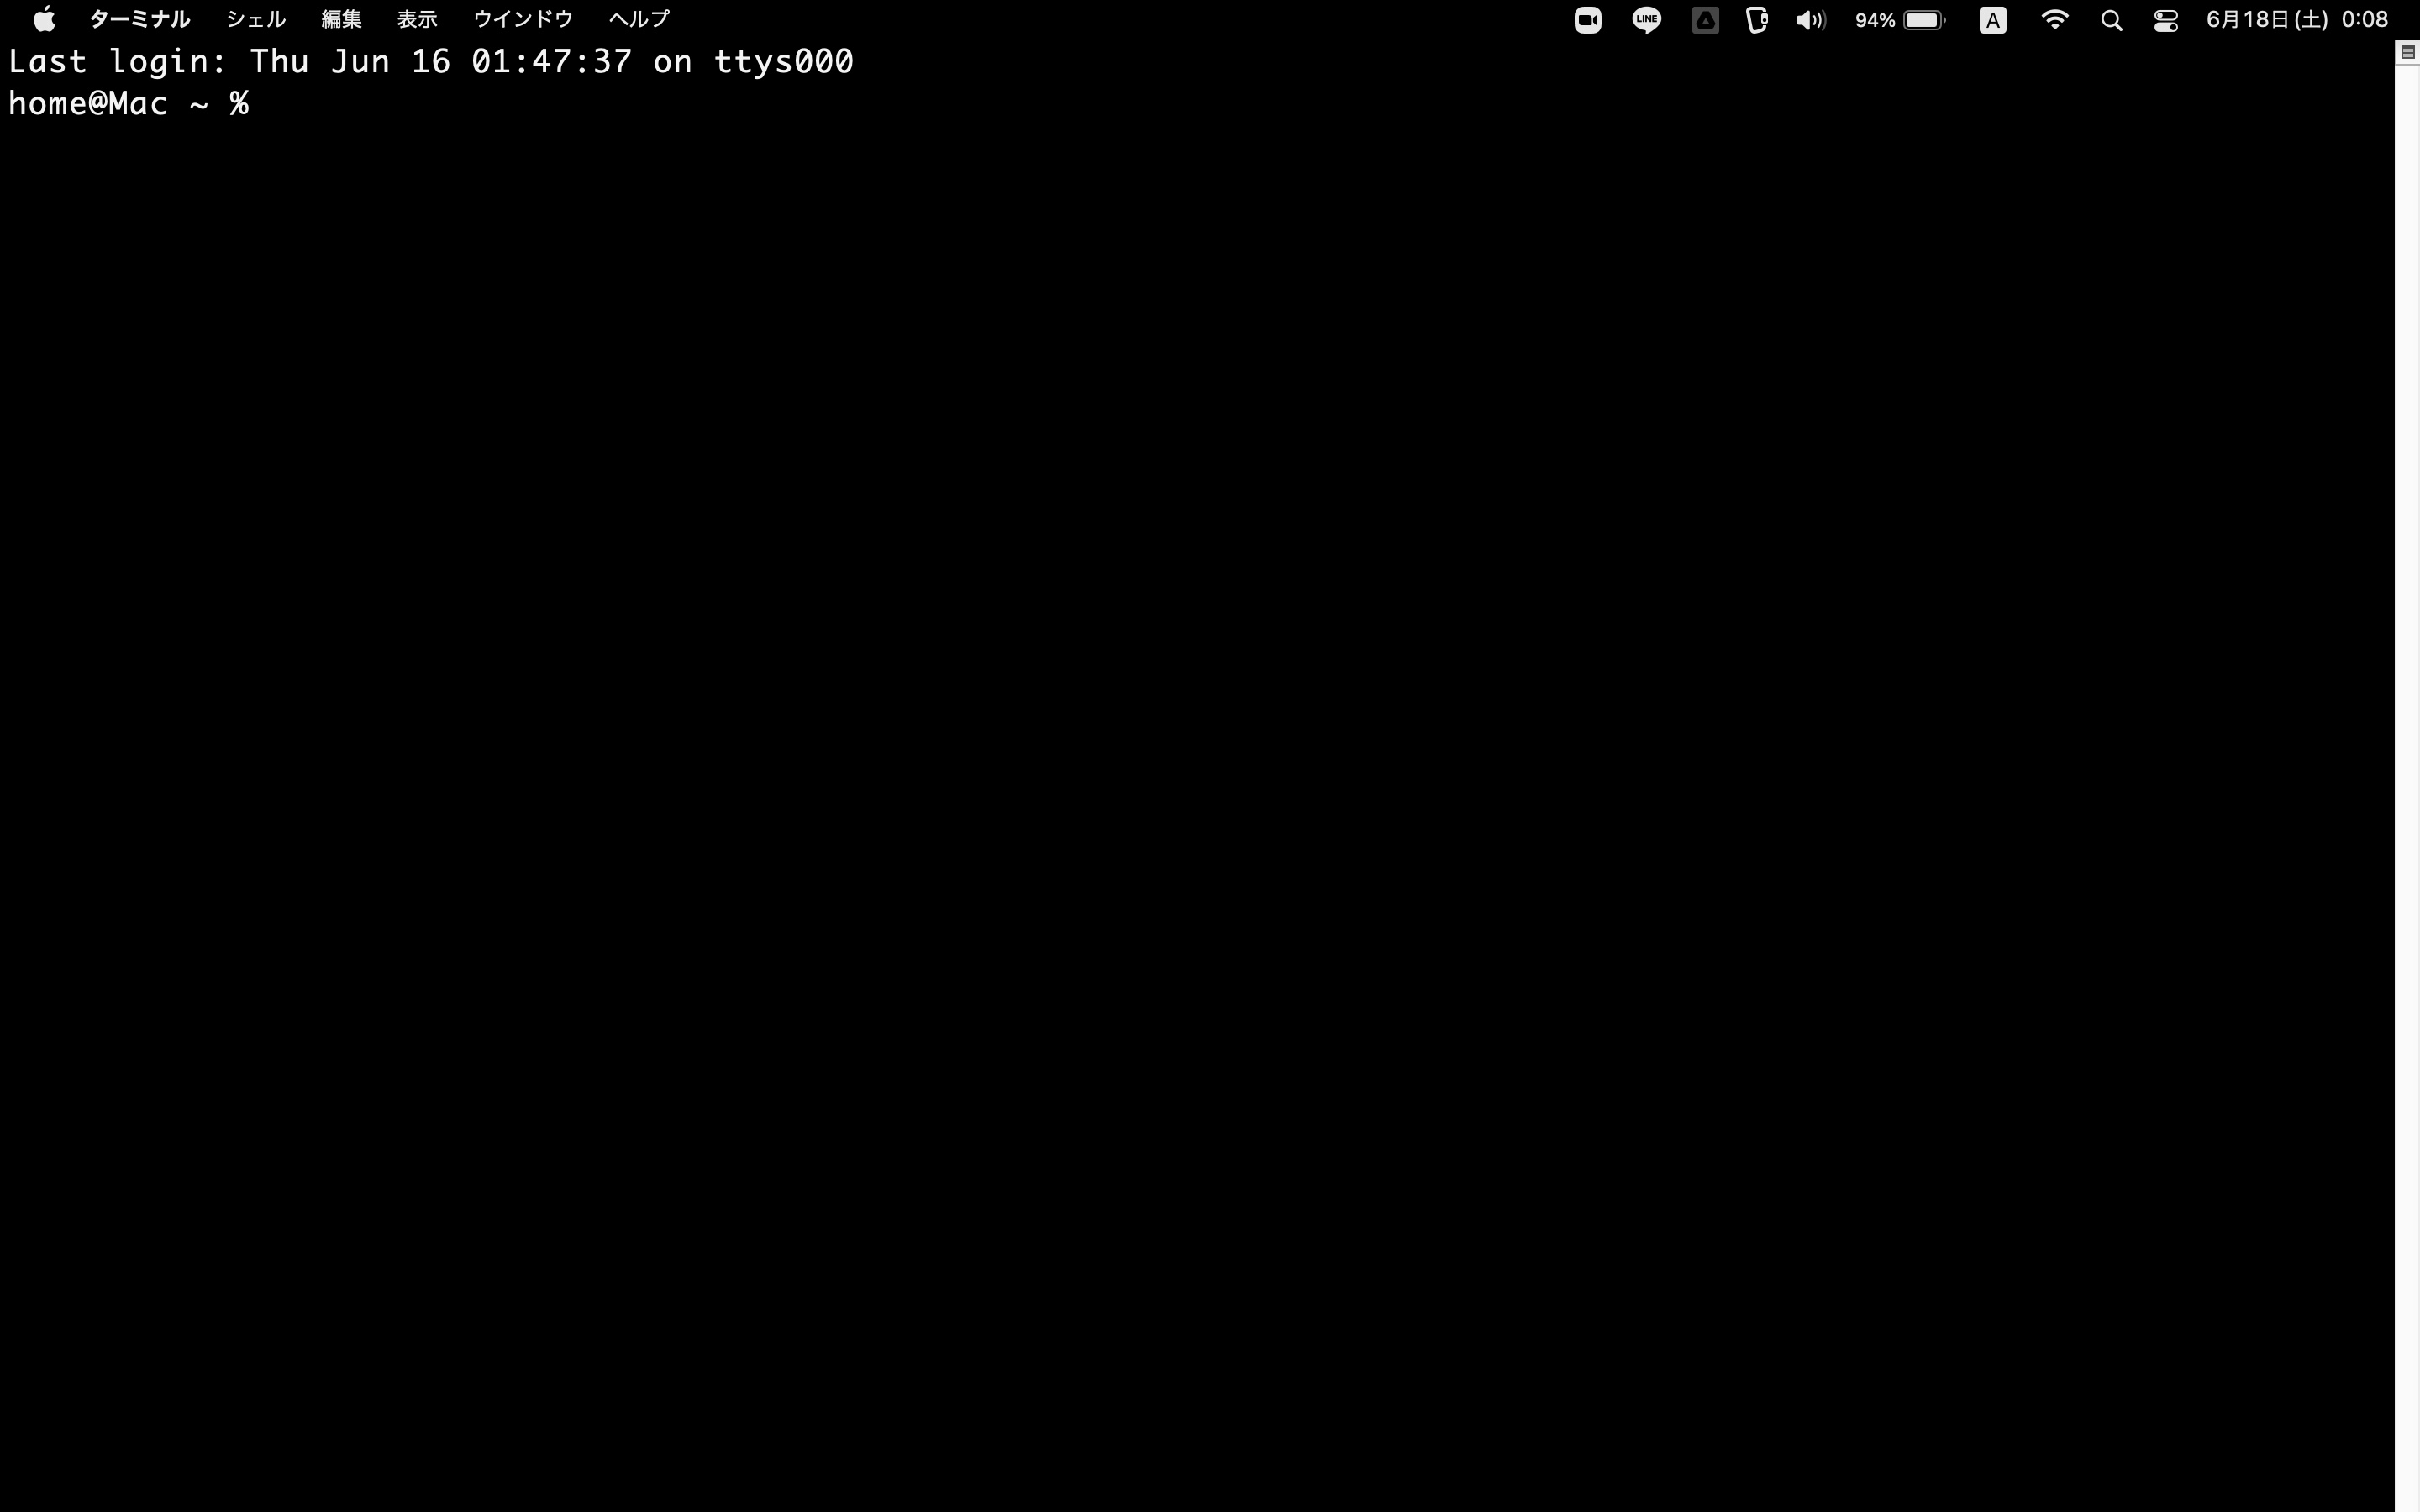 ターミナル シェル 編集 表示 ウインドウ ヘルプ LINE 94% A 6月18日(土) 0:08
Last login: Thu Jun 16 01:47:37 on ttys000
home@Mac ~ %